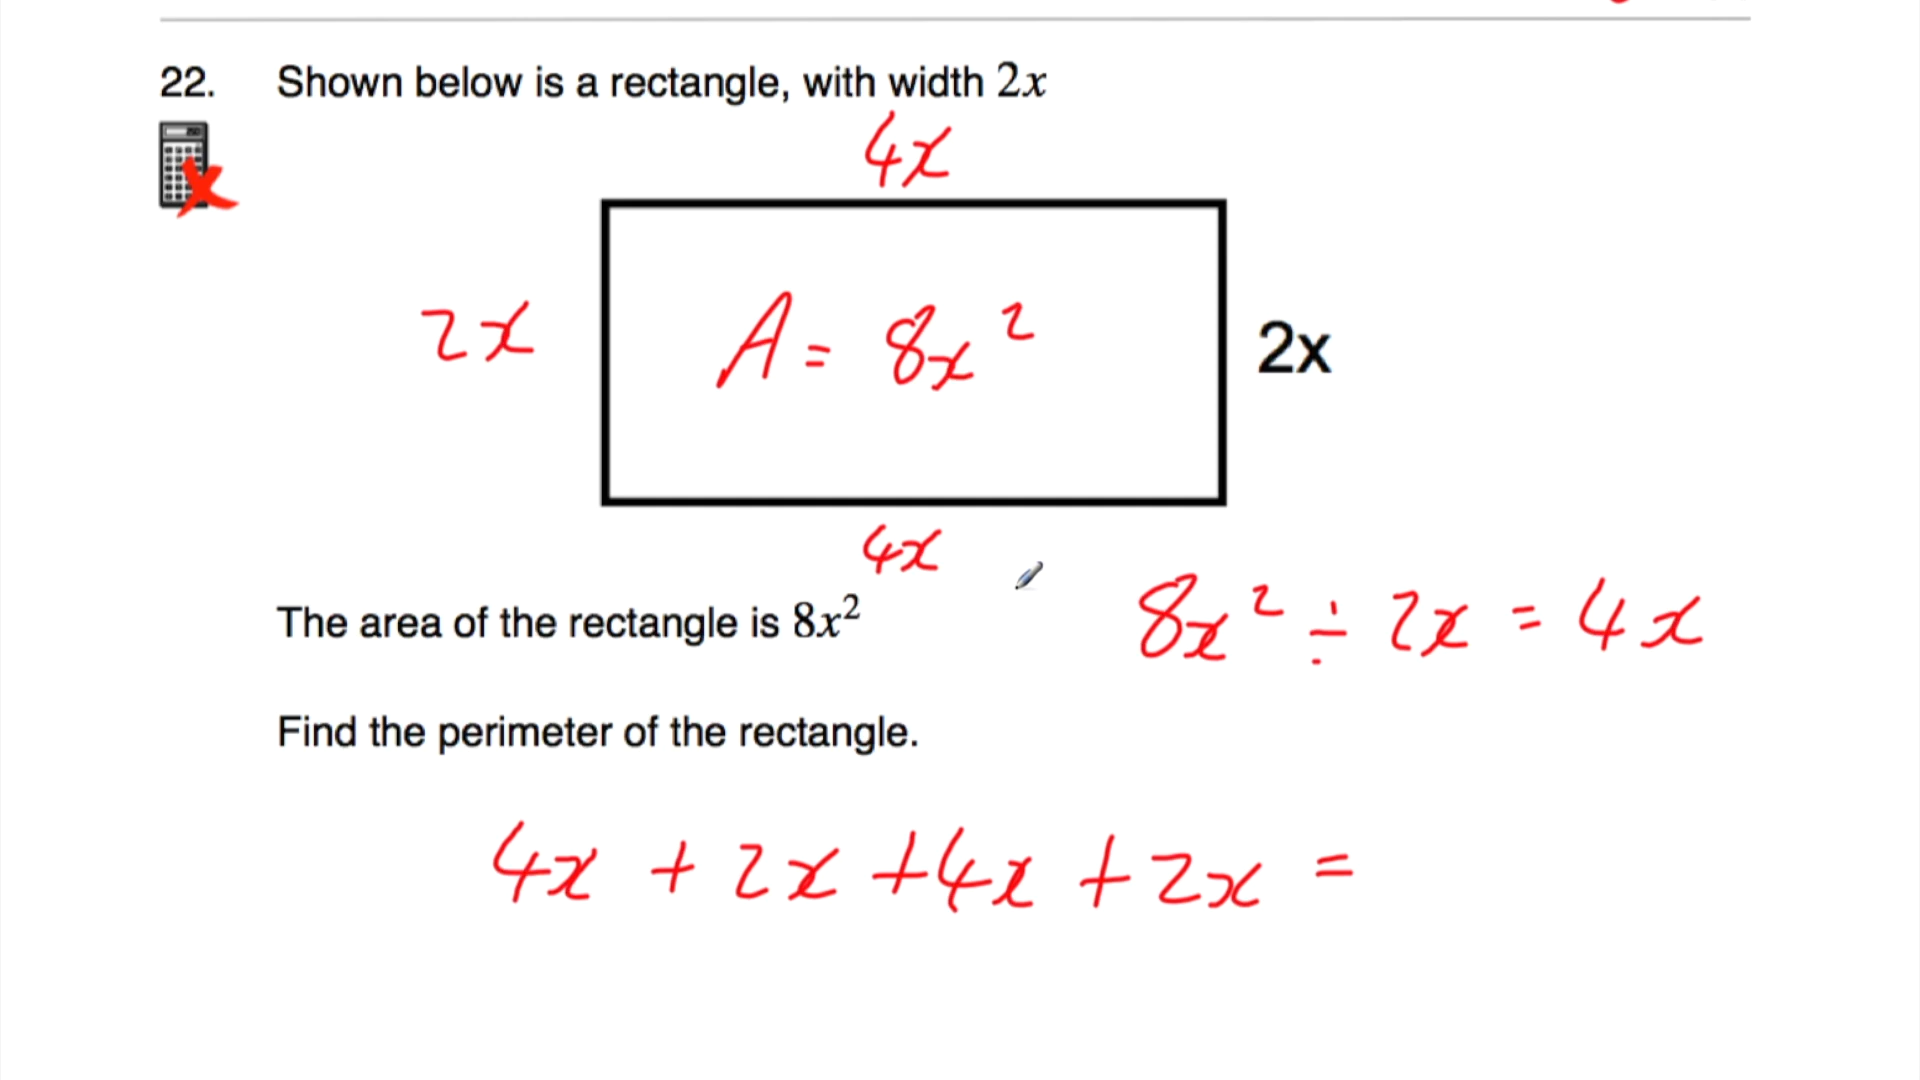 22. Shown below is a rectangle, with width 2x
4x
2x A = 8x² 2x
4x
The area of the rectangle is 8x²
8x² ÷ 2x = 4x
Find the perimeter of the rectangle.
4x + 2x + 4x + 2x =